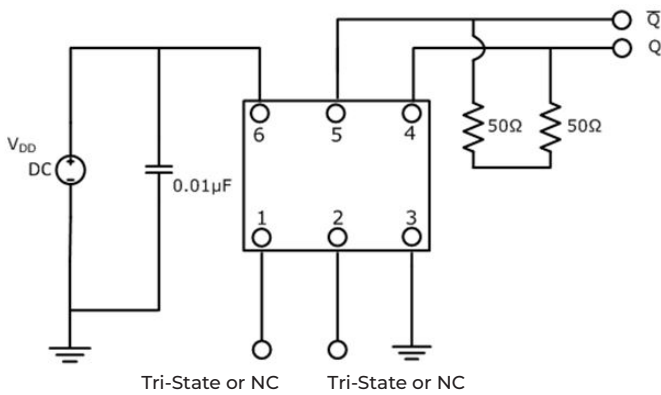 Q̅
Q
6 5 4
50Ω 50Ω
V_DD
DC
0.01µF
1 2 3
Tri-State or NC Tri-State or NC